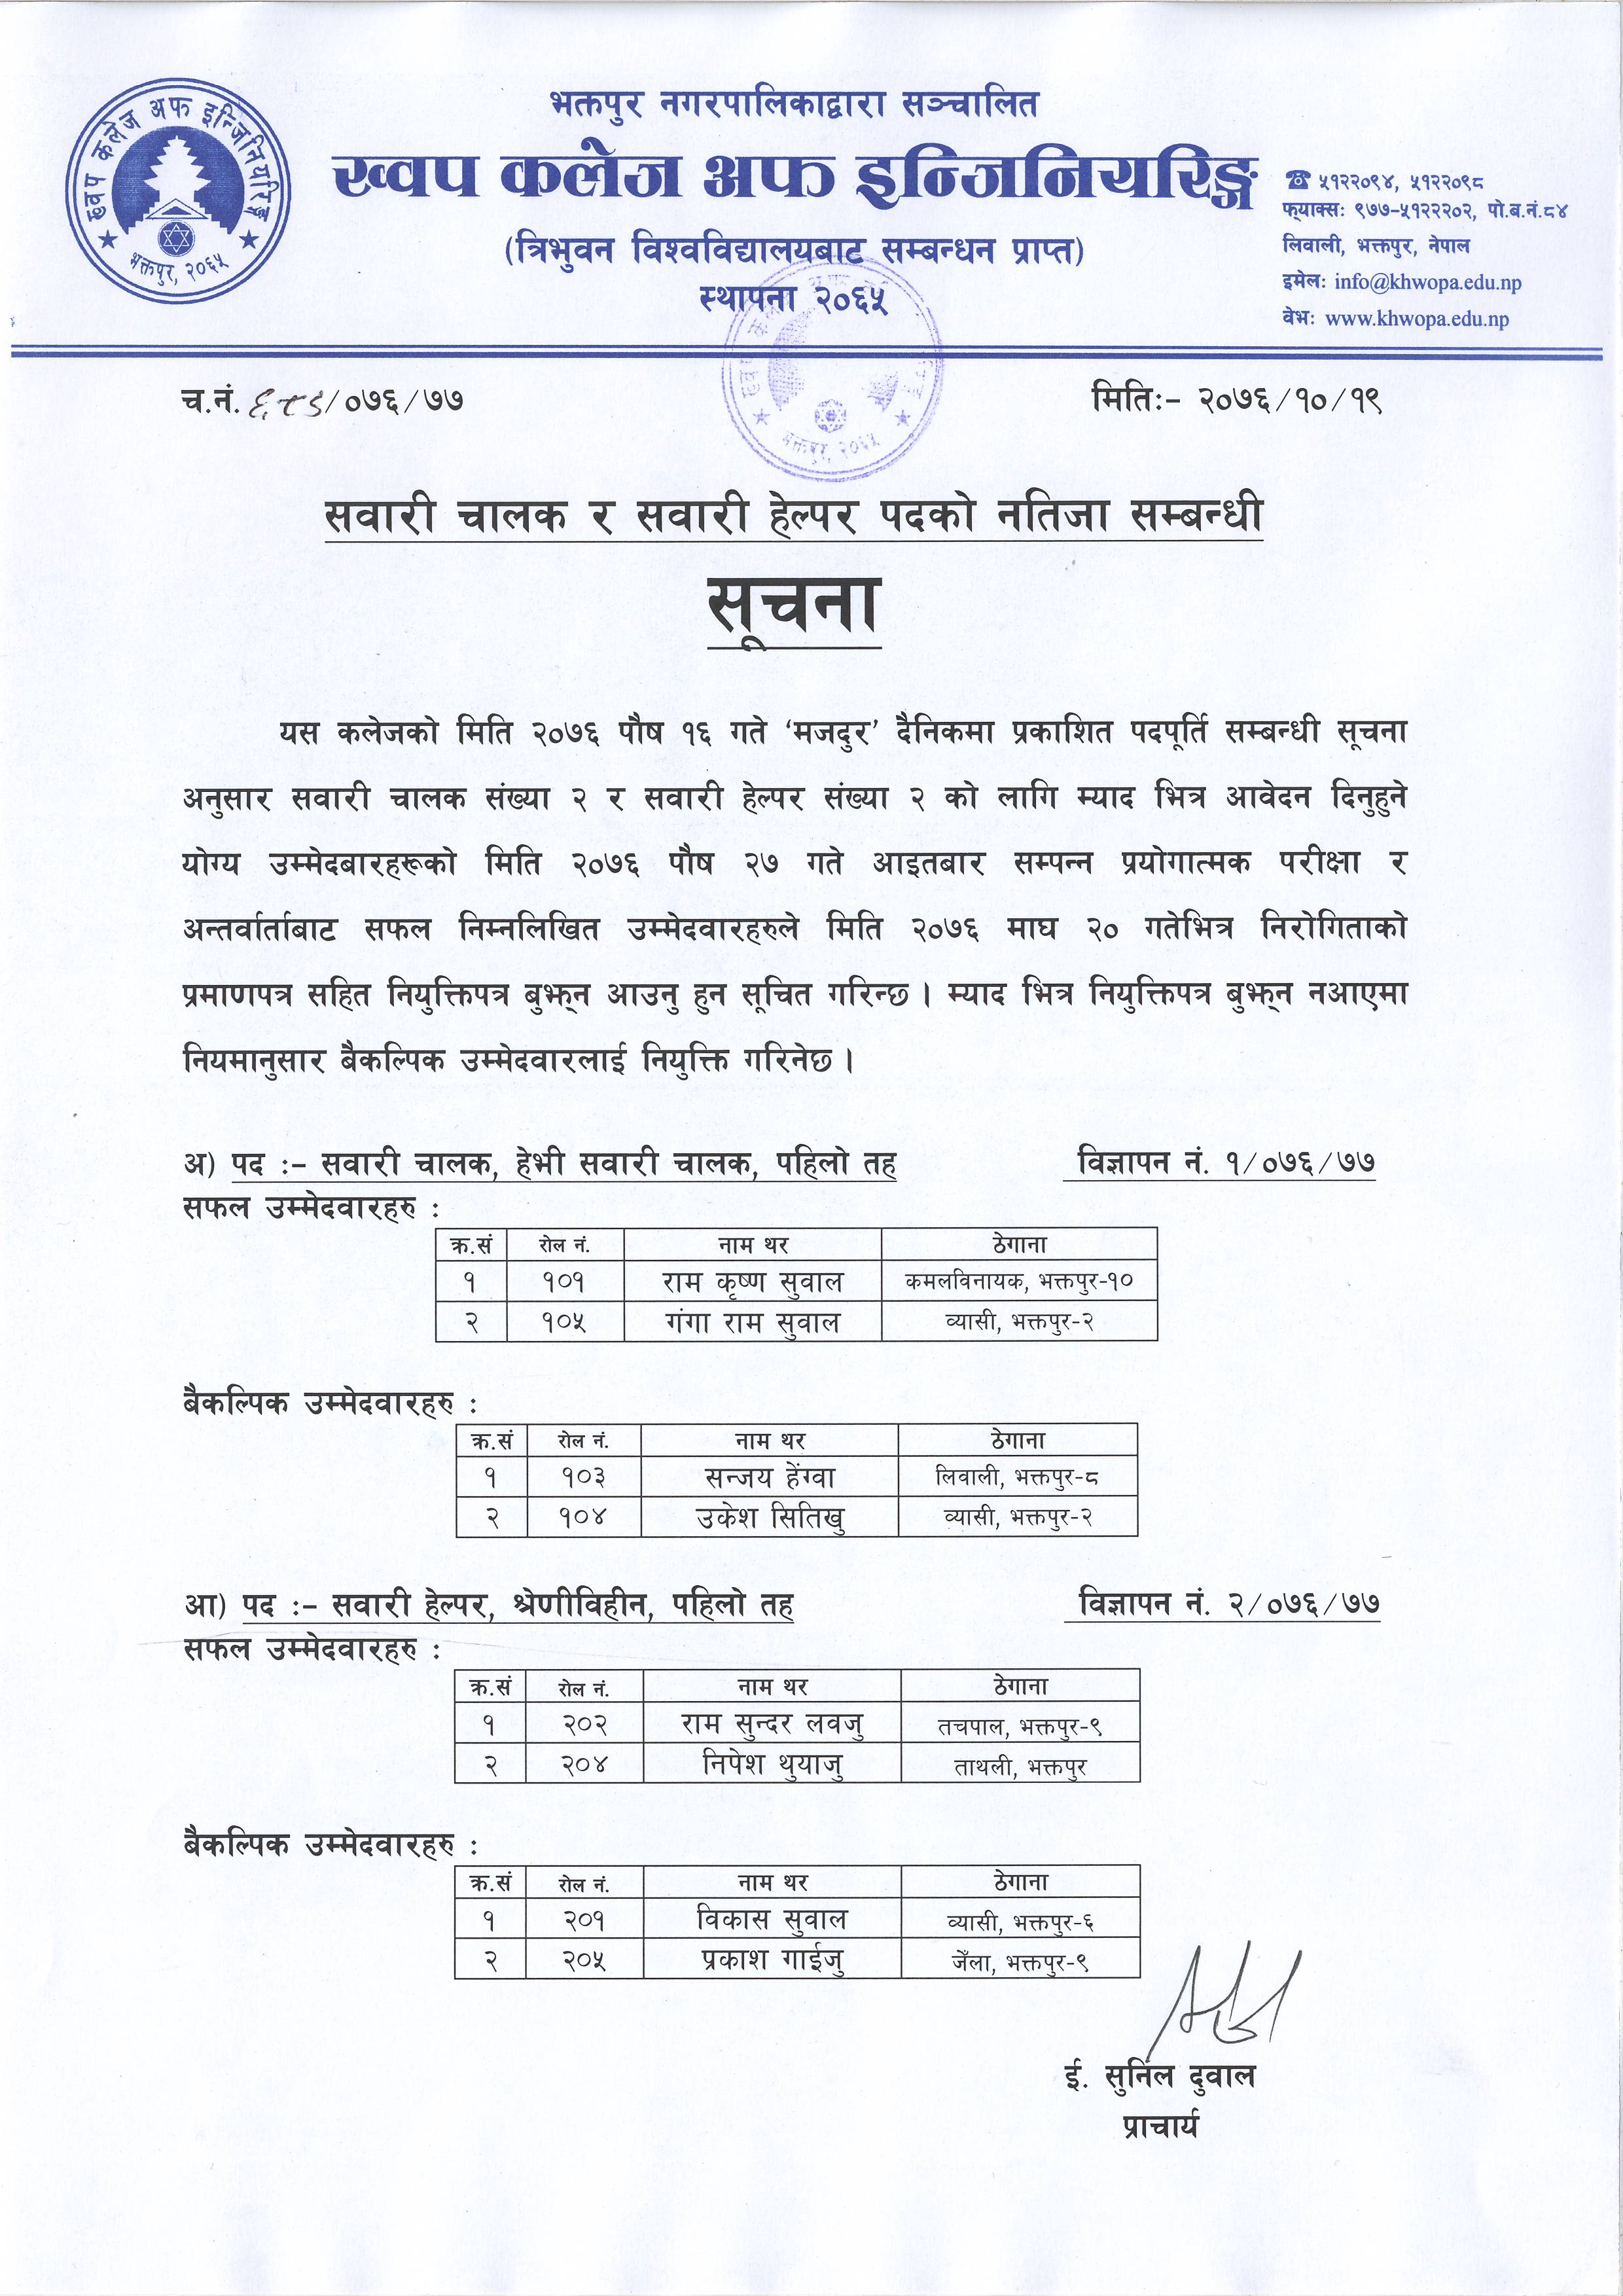 ख्वप कलेज अफ इन्जिनियरिङ्ग
भक्तपुर, २०६५
भक्तपुर नगरपालिकाद्वारा सञ्चालित
ख्वप कलेज अफ इन्जिनियरिङ्ग
(त्रिभुवन विश्वविद्यालयबाट सम्बन्धन प्राप्त)
स्थापना २०६५
☎ ५१२२०९४, ५१२२०९८
फ्याक्स: ९७७-५१२२२०२, पो.ब.नं.८४
लिवाली, भक्तपुर, नेपाल
इमेल: info@khwopa.edu.np
वेभ: www.khwopa.edu.np
भक्तपुर, २०६५
च.नं. /०७६/७७
मितिः- २०७६/१०/१९
सवारी चालक र सवारी हेल्पर पदको नतिजा सम्बन्धी
सूचना
यस कलेजको मिति २०७६ पौष १६ गते ‘मजदुर’ दैनिकमा प्रकाशित पदपूर्ति सम्बन्धी सूचना
अनुसार सवारी चालक संख्या २ र सवारी हेल्पर संख्या २ को लागि म्याद भित्र आवेदन दिनुहुने
योग्य उम्मेदबारहरूको मिति २०७६ पौष २७ गते आइतबार सम्पन्न प्रयोगात्मक परीक्षा र
अन्तर्वार्ताबाट सफल निम्नलिखित उम्मेदवारहरुले मिति २०७६ माघ २० गतेभित्र निरोगिताको
प्रमाणपत्र सहित नियुक्तिपत्र बुझ्न आउनु हुन सूचित गरिन्छ । म्याद भित्र नियुक्तिपत्र बुझ्न नआएमा
नियमानुसार बैकल्पिक उम्मेदवारलाई नियुक्ति गरिनेछ ।
अ) पद :- सवारी चालक, हेभी सवारी चालक, पहिलो तह विज्ञापन नं. १/०७६/७७
सफल उम्मेदवारहरु :
क्र.सं रोल नं. नाम थर ठेगाना
१ १०१ राम कृष्ण सुवाल कमलविनायक, भक्तपुर-१०
२ १०५ गंगा राम सुवाल ब्यासी, भक्तपुर-२
बैकल्पिक उम्मेदवारहरु :
क्र.सं रोल नं. नाम थर ठेगाना
१ १०३ सन्जय हेंग्वा लिवाली, भक्तपुर-८
२ १०४ उकेश सितिखु ब्यासी, भक्तपुर-२
आ) पद :- सवारी हेल्पर, श्रेणीविहीन, पहिलो तह विज्ञापन नं. २/०७६/७७
सफल उम्मेदवारहरु :
क्र.सं रोल नं. नाम थर ठेगाना
१ २०२ राम सुन्दर लवजु तचपाल, भक्तपुर-९
२ २०४ निपेश थुयाजु ताथली, भक्तपुर
बैकल्पिक उम्मेदवारहरु :
क्र.सं रोल नं. नाम थर ठेगाना
१ २०१ विकास सुवाल ब्यासी, भक्तपुर-६
२ २०५ प्रकाश गाईजु जेँला, भक्तपुर-९
ई. सुनिल दुवाल
प्राचार्य